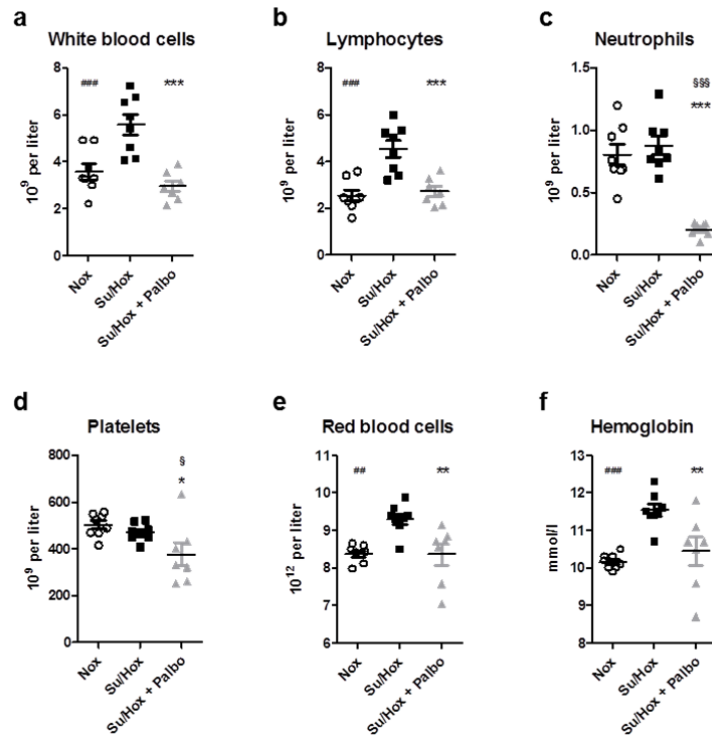 a
White blood cells
10⁹ per liter
8
6
4
2
0
###
***
Nox
Su/Hox
Su/Hox + Palbo
b
Lymphocytes
10⁹ per liter
8
6
4
2
0
###
***
Nox
Su/Hox
Su/Hox + Palbo
c
Neutrophils
10⁹ per liter
1.5
1.0
0.5
0.0
§§§
***
Nox
Su/Hox
Su/Hox + Palbo
d
Platelets
10⁹ per liter
800
600
400
200
0
§
*
Nox
Su/Hox
Su/Hox + Palbo
e
Red blood cells
10¹² per liter
11
10
9
8
7
6
##
**
Nox
Su/Hox
Su/Hox + Palbo
f
Hemoglobin
mmol/l
13
12
11
10
9
8
###
**
Nox
Su/Hox
Su/Hox + Palbo